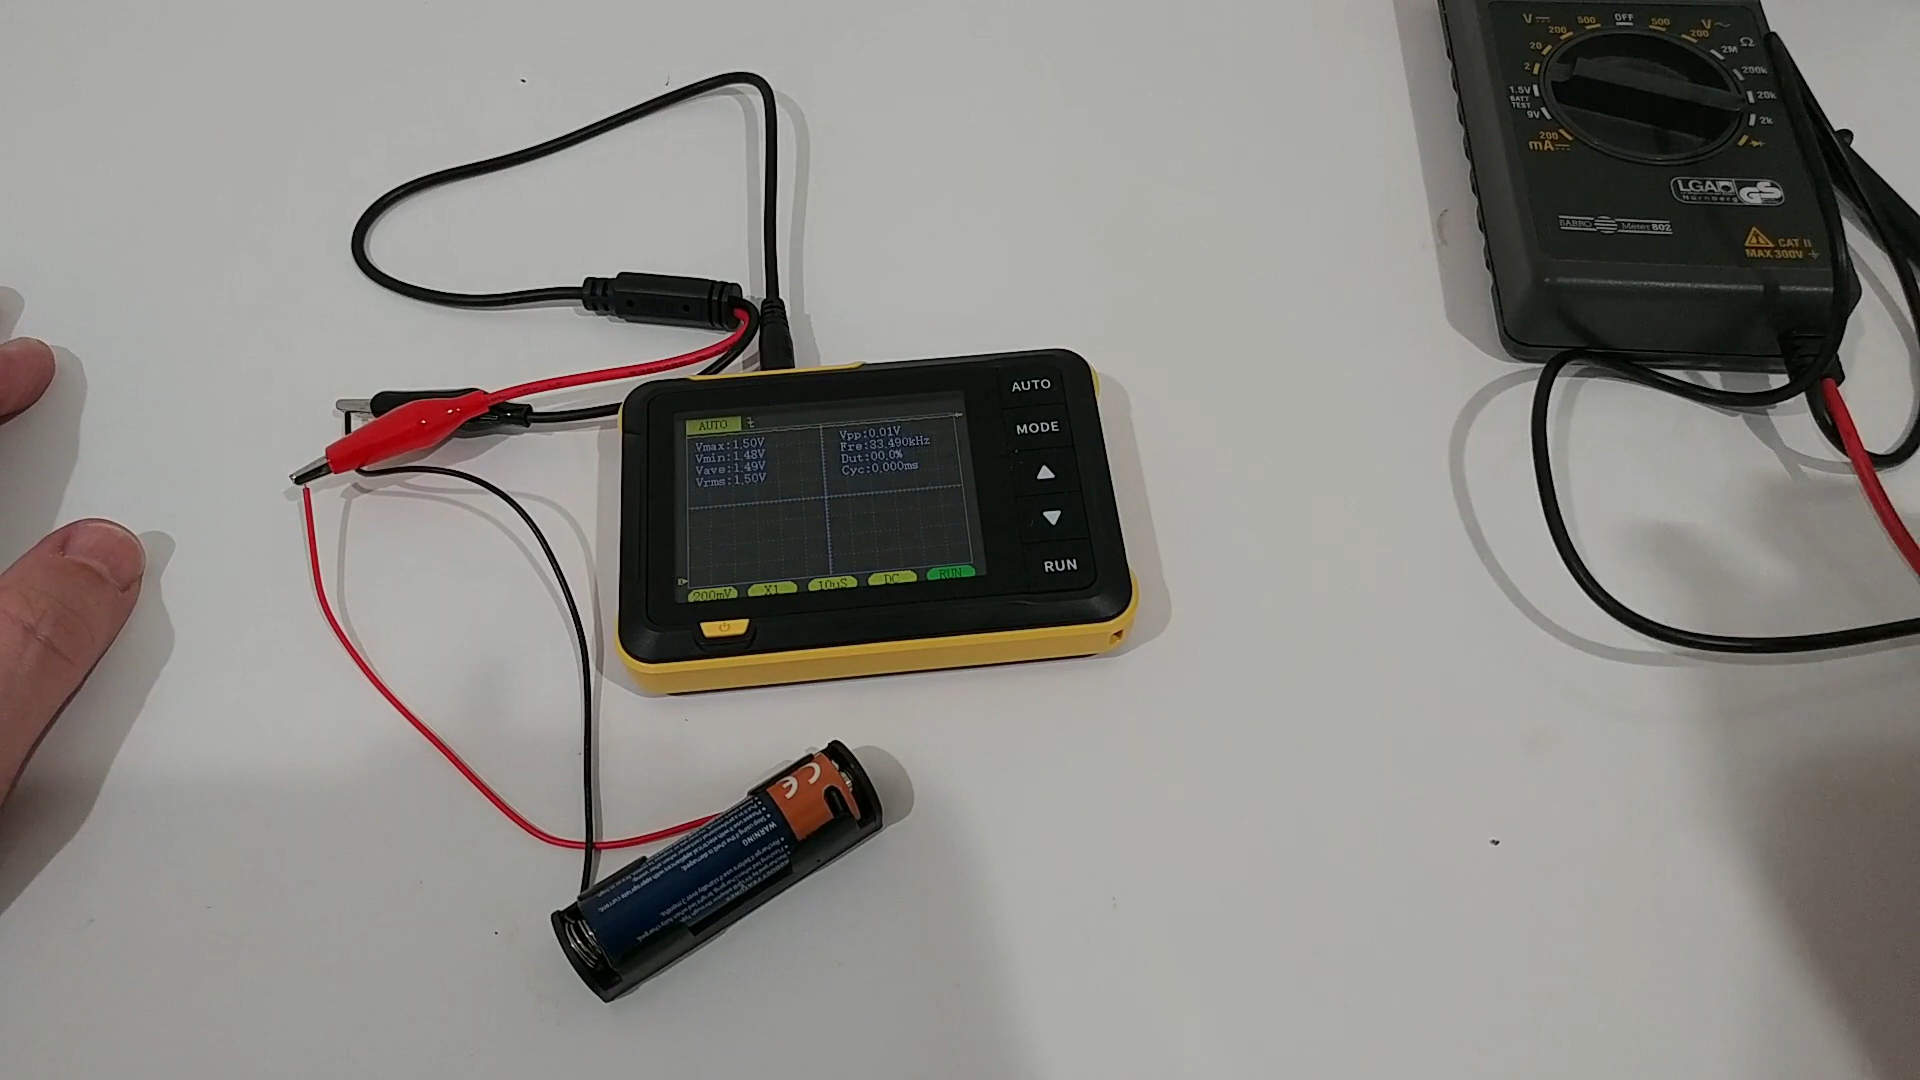 V⎓ 200 500 OFF 500 200 V~
20
2
1.5V
BATT
TEST
9V
200
mA⎓
Ω
2M
200k
20k
2k
LGA
Nürnberg
GS
SABRO Meter 802
CAT II
MAX 300V ⏚
AUTO
Vmax:1.50V
Vmin:1.48V
Vave:1.49V
Vrms:1.50V
Vpp:0.01V
Fre:33.490kHz
Dut:00.0%
Cyc:0.000ms
200mV X1 10uS DC RUN
AUTO
MODE
RUN
CE
WARNING